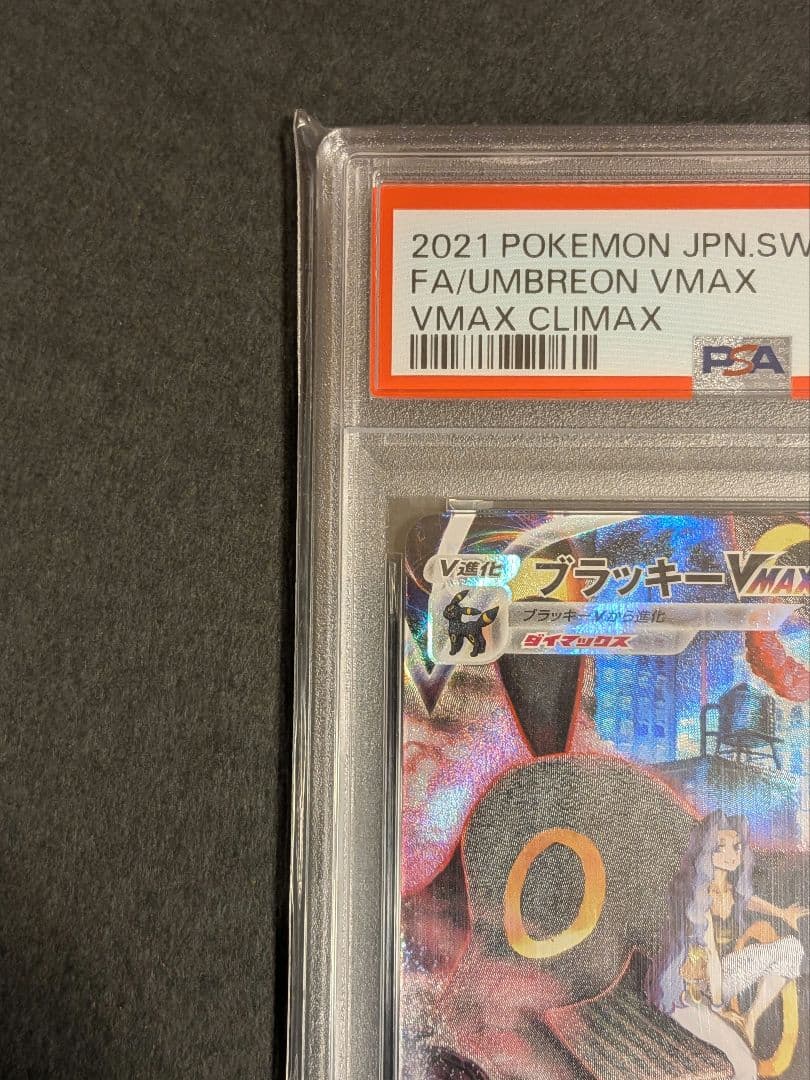 2021 POKEMON JPN.SW
FA/UMBREON VMAX
VMAX CLIMAX
PSA
V進化
ブラッキーVMAX
ブラッキーVから進化
ダイマックス